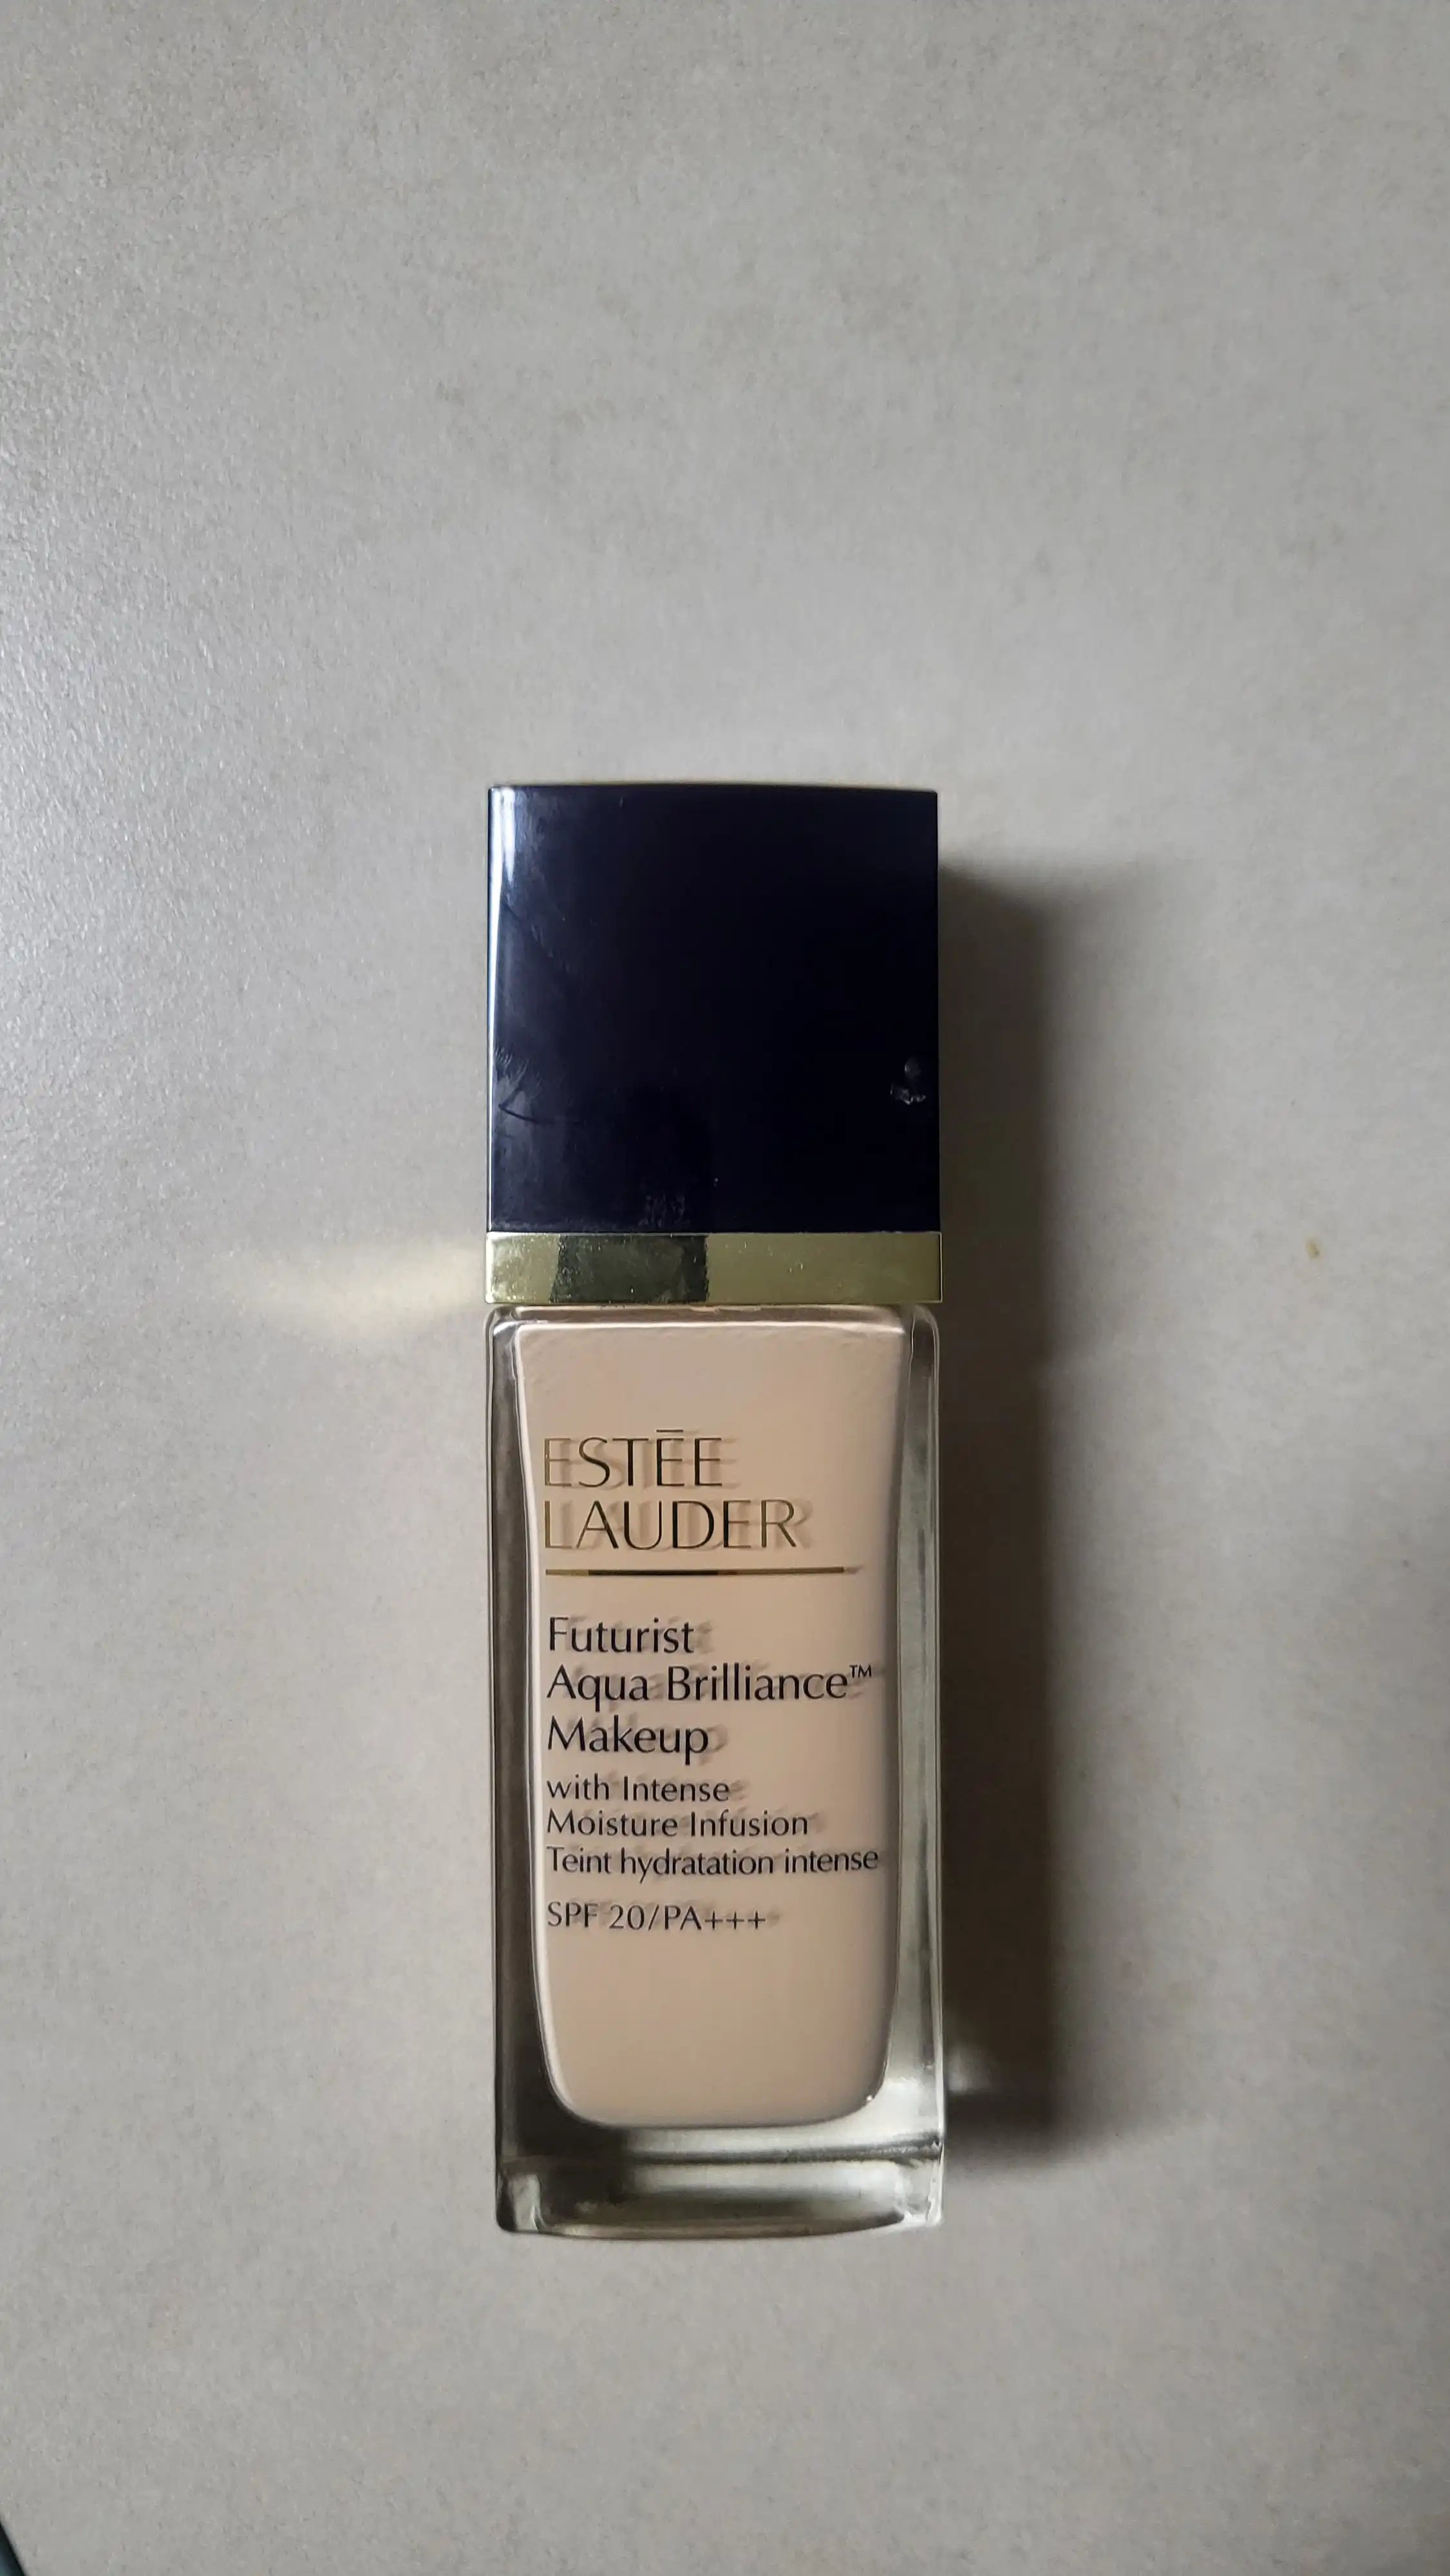 ESTĒE
LAUDER
Futurist
Aqua Brilliance™
Makeup
with Intense
Moisture Infusion
Teint hydratation intense
SPF 20/PA+++